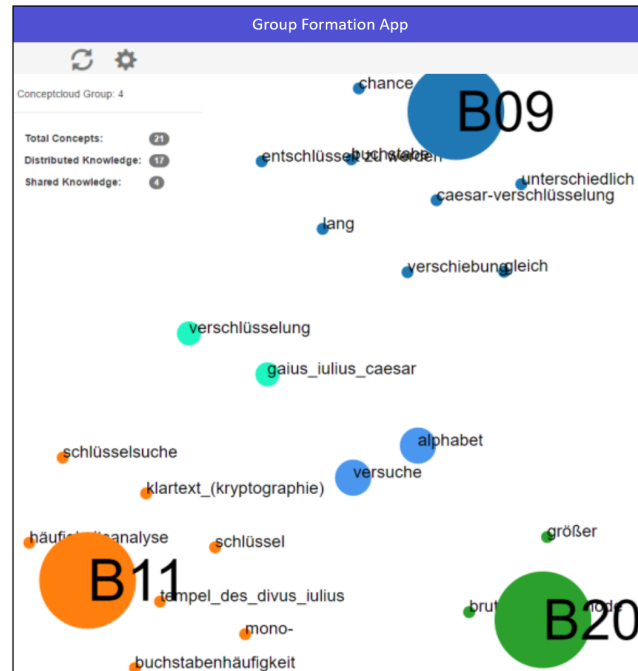 Group Formation App
Conceptcloud Group: 4
Total Concepts: 21
Distributed Knowledge: 17
Shared Knowledge: 4
chance
B09
entschlüsselt zu werden
buchstabe
unterschiedlich
caesar-verschlüsselung
lang
verschiebung
gleich
verschlüsselung
gaius_iulius_caesar
alphabet
versuche
schlüsselsuche
klartext_(kryptographie)
größer
häufigkeitsanalyse
schlüssel
B11
tempel_des_divus_iulius
B20
mono-
buchstabenhäufigkeit